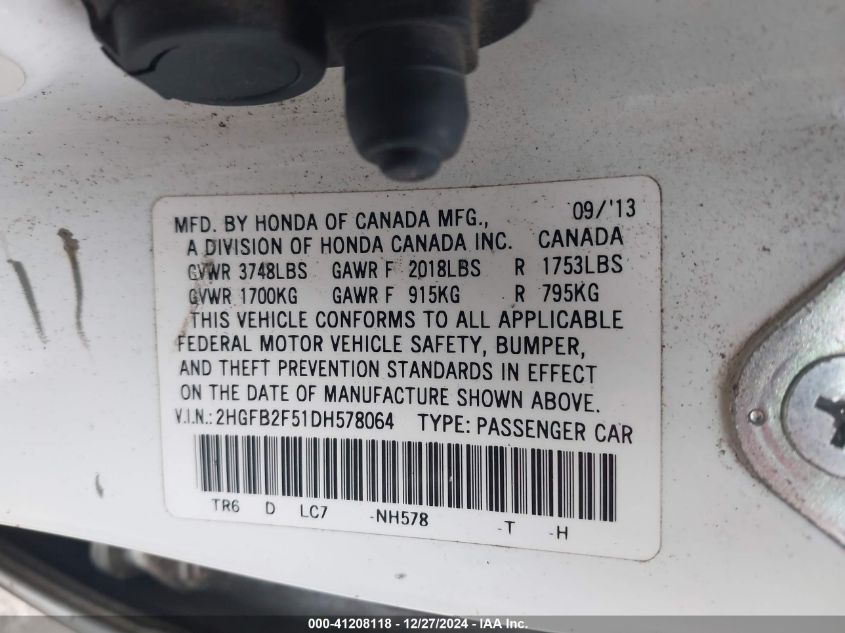 MFD. BY HONDA OF CANADA MFG., 09/'13
A DIVISION OF HONDA CANADA INC. CANADA
GVWR 3748LBS GAWR F 2018LBS R 1753LBS
GVWR 1700KG GAWR F 915KG R 795KG
THIS VEHICLE CONFORMS TO ALL APPLICABLE
FEDERAL MOTOR VEHICLE SAFETY, BUMPER,
AND THEFT PREVENTION STANDARDS IN EFFECT
ON THE DATE OF MANUFACTURE SHOWN ABOVE.
V.I.N.: 2HGFB2F51DH578064 TYPE: PASSENGER CAR
TR6 D LC7 -NH578 -T -H
000-41208118 - 12/27/2024 - IAA Inc.